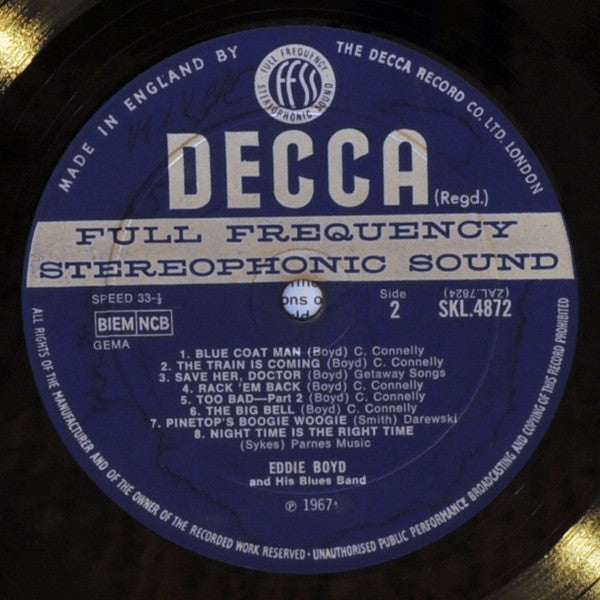 MADE IN ENGLAND BY
THE DECCA RECORD CO. LTD. LONDON
FULL FREQUENCY
FFSS
STEREOPHONIC SOUND
DECCA
(Regd.)
FULL FREQUENCY
STEREOPHONIC SOUND
SPEED 33-⅓
BIEM NCB
GEMA
ons o
Side
2
(ZAL.7824)
SKL.4872
1. BLUE COAT MAN (Boyd) C. Connelly
2. THE TRAIN IS COMING (Boyd) C. Connelly
3. SAVE HER, DOCTOR (Boyd) Getaway Songs
4. RACK 'EM BACK (Boyd) C. Connelly
5. TOO BAD—Part 2 (Boyd) C. Connelly
6. THE BIG BELL (Boyd) C. Connelly
7. PINETOP'S BOOGIE WOOGIE (Smith) Darewski
8. NIGHT TIME IS THE RIGHT TIME
(Sykes) Parnes Music
EDDIE BOYD
and His Blues Band
℗ 1967
ALL RIGHTS OF THE MANUFACTURER AND OF THE OWNER OF THE RECORDED WORK RESERVED · UNAUTHORISED PUBLIC PERFORMANCE BROADCASTING AND COPYING OF THIS RECORD PROHIBITED